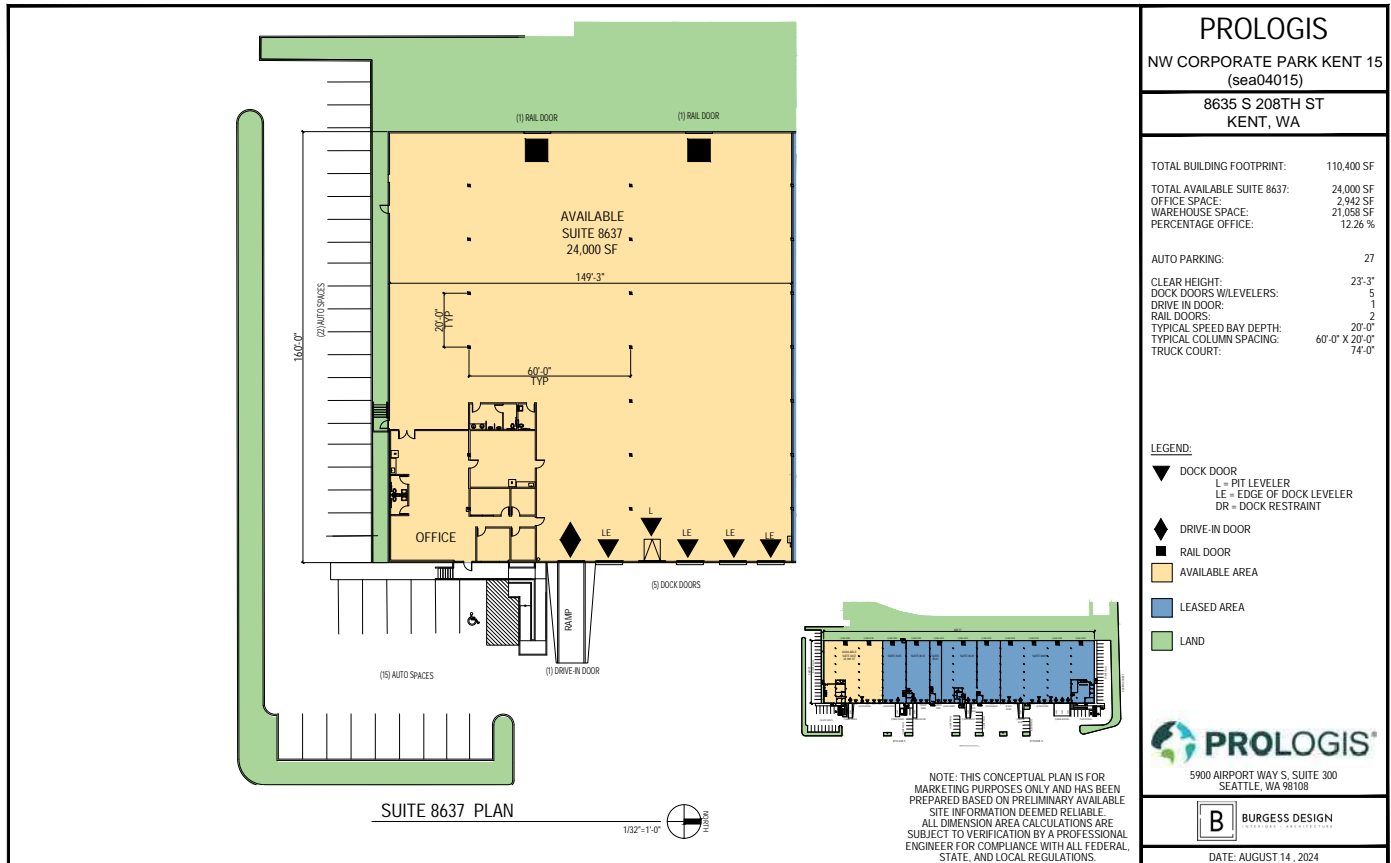 (1) RAIL DOOR
(1) RAIL DOOR
AVAILABLE
SUITE 8637
24,000 SF
149'-3"
(22) AUTO SPACES
160'-0"
20'-0"
TYP
60'-0"
TYP
OFFICE
LE
L
LE
LE
LE
(5) DOCK DOORS
RAMP
(1) DRIVE-IN DOOR
(15) AUTO SPACES
SUITE 8637 PLAN
1/32"=1'-0"
NORTH
NOTE: THIS CONCEPTUAL PLAN IS FOR
MARKETING PURPOSES ONLY AND HAS BEEN
PREPARED BASED ON PRELIMINARY AVAILABLE
SITE INFORMATION DEEMED RELIABLE.
ALL DIMENSION AREA CALCULATIONS ARE
SUBJECT TO VERIFICATION BY A PROFESSIONAL
ENGINEER FOR COMPLIANCE WITH ALL FEDERAL,
STATE, AND LOCAL REGULATIONS.
PROLOGIS
NW CORPORATE PARK KENT 15
(sea04015)
8635 S 208TH ST
KENT, WA
TOTAL BUILDING FOOTPRINT: 110,400 SF
TOTAL AVAILABLE SUITE 8637: 24,000 SF
OFFICE SPACE: 2,942 SF
WAREHOUSE SPACE: 21,058 SF
PERCENTAGE OFFICE: 12.26 %
AUTO PARKING: 27
CLEAR HEIGHT: 23'-3"
DOCK DOORS W/LEVELERS: 5
DRIVE IN DOOR: 1
RAIL DOORS: 2
TYPICAL SPEED BAY DEPTH: 20'-0"
TYPICAL COLUMN SPACING: 60'-0" X 20'-0"
TRUCK COURT: 74'-0"
LEGEND:
DOCK DOOR
L = PIT LEVELER
LE = EDGE OF DOCK LEVELER
DR = DOCK RESTRAINT
DRIVE-IN DOOR
RAIL DOOR
AVAILABLE AREA
LEASED AREA
LAND
PROLOGIS®
5900 AIRPORT WAY S, SUITE 300
SEATTLE, WA 98108
B BURGESS DESIGN
INTERIORS + ARCHITECTURE
DATE: AUGUST 14 , 2024